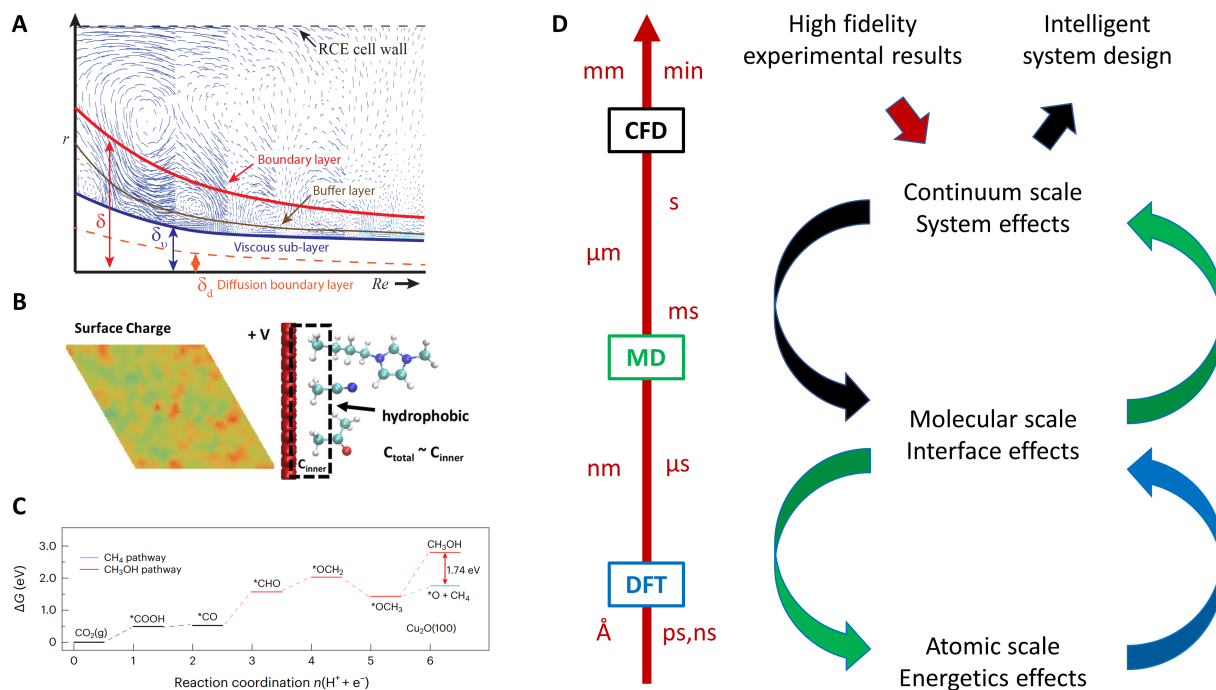 A
RCE cell wall
r
Boundary layer
Buffer layer
δ
δᵥ
Viscous sub-layer
δ_d
Diffusion boundary layer
Re
B
Surface Charge
+ V
hydrophobic
C_inner
C_total ~ C_inner
C
ΔG (eV)
3.0
2.0
1.0
0
CH₄ pathway
CH₃OH pathway
CO₂(g)
*COOH
*CO
*CHO
*OCH₂
*OCH₃
CH₃OH
1.74 eV
*O + CH₄
Cu₂O(100)
0 1 2 3 4 5 6
Reaction coordination n(H⁺ + e⁻)
D
mm min
CFD
s
μm
ms
MD
nm μs
DFT
Å ps,ns
High fidelity
experimental results
Intelligent
system design
Continuum scale
System effects
Molecular scale
Interface effects
Atomic scale
Energetics effects